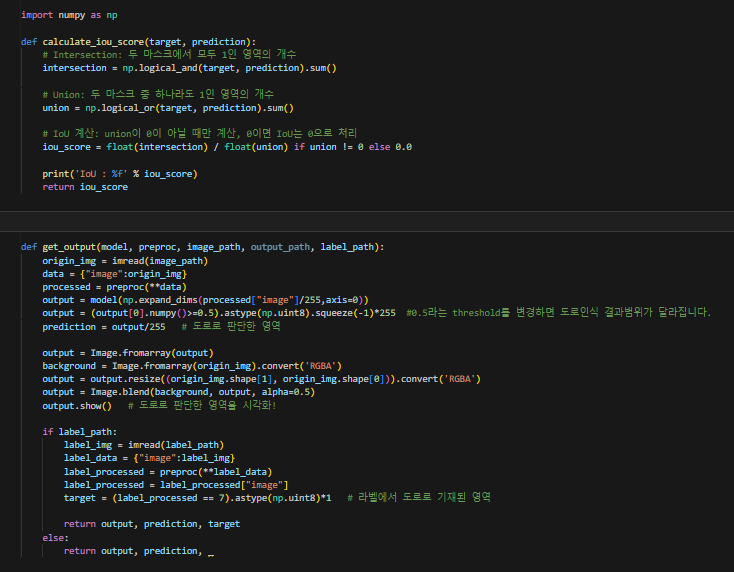 import numpy as np
def calculate_iou_score(target, prediction):
# Intersection: 두 마스크에서 모두 1인 영역의 개수
intersection = np.logical_and(target, prediction).sum()
# Union: 두 마스크 중 하나라도 1인 영역의 개수
union = np.logical_or(target, prediction).sum()
# IoU 계산: union이 0이 아닐 때만 계산, 0이면 IoU는 0으로 처리
iou_score = float(intersection) / float(union) if union != 0 else 0.0
print('IoU : %f' % iou_score)
return iou_score
def get_output(model, preproc, image_path, output_path, label_path):
origin_img = imread(image_path)
data = {"image":origin_img}
processed = preproc(**data)
output = model(np.expand_dims(processed["image"]/255,axis=0))
output = (output[0].numpy()>=0.5).astype(np.uint8).squeeze(-1)*255  #0.5라는 threshold를 변경하면 도로인식 결과범위가 달라집니다.
prediction = output/255   # 도로로 판단한 영역
output = Image.fromarray(output)
background = Image.fromarray(origin_img).convert('RGBA')
output = output.resize((origin_img.shape[1], origin_img.shape[0])).convert('RGBA')
output = Image.blend(background, output, alpha=0.5)
output.show()   # 도로로 판단한 영역을 시각화!
if label_path:
label_img = imread(label_path)
label_data = {"image":label_img}
label_processed = preproc(**label_data)
label_processed = label_processed["image"]
target = (label_processed == 7).astype(np.uint8)*1   # 라벨에서 도로로 기재된 영역
return output, prediction, target
else:
return output, prediction, _